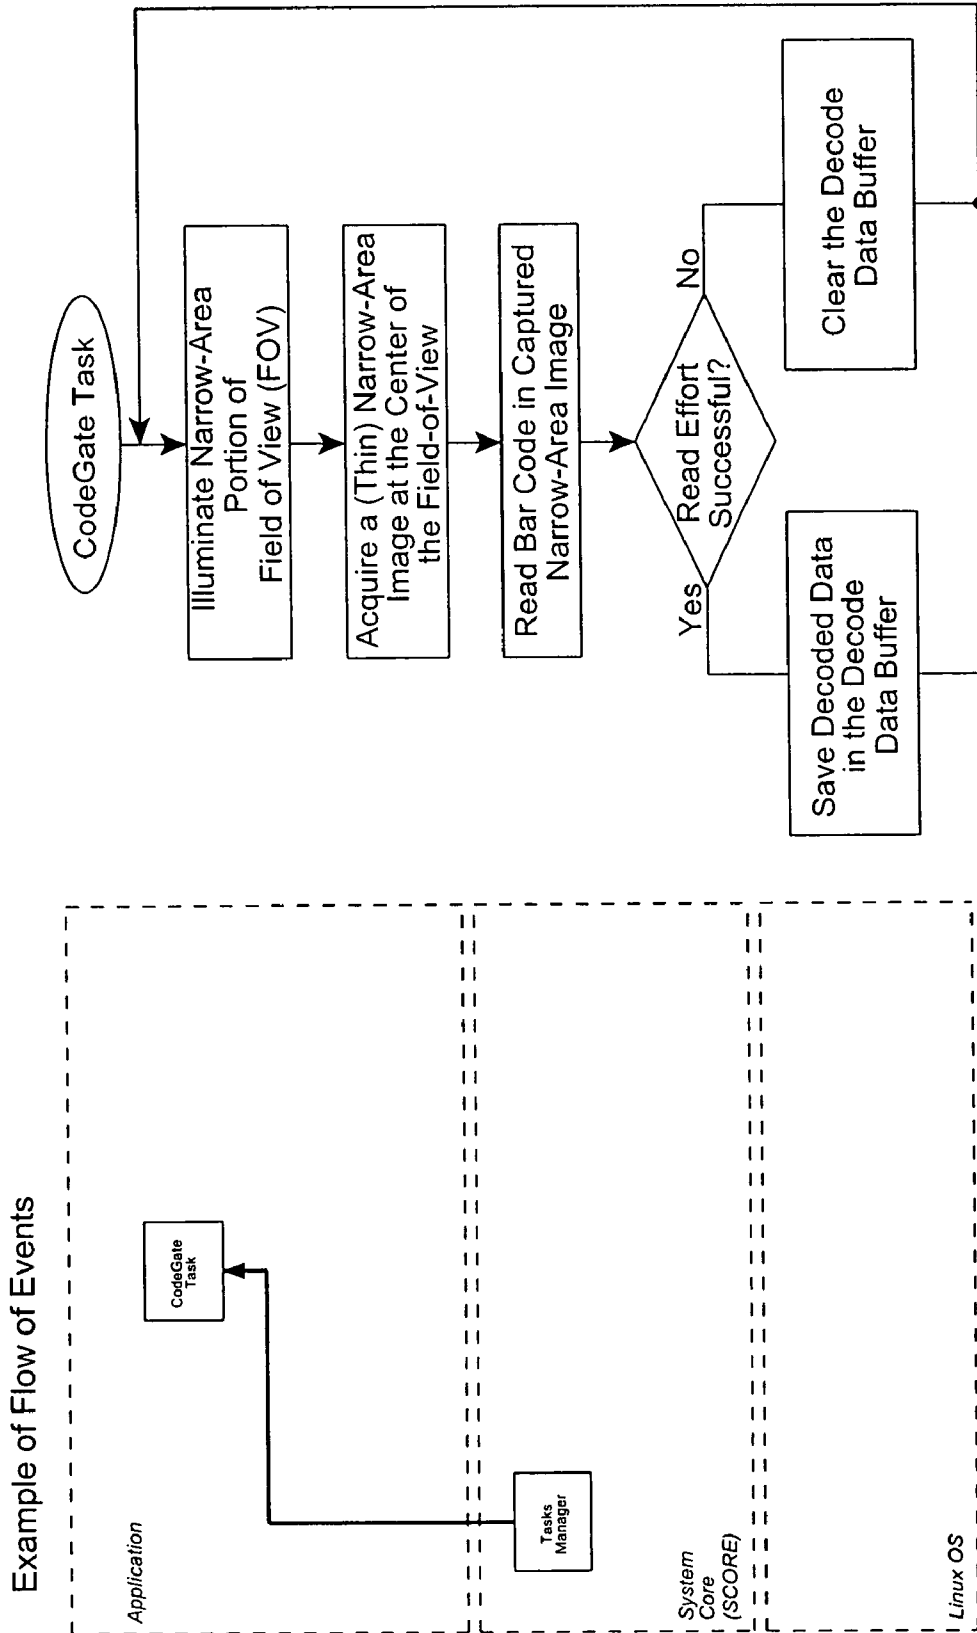 Example of Flow of Events
Application
CodeGate
Task
Tasks
Manager
System
Core
(SCORE)
Linux OS
CodeGate Task
Illuminate Narrow-Area
Portion of
Field of View (FOV)
Acquire a (Thin) Narrow-Area
Image at the Center of
the Field-of-View
Read Bar Code in Captured
Narrow-Area Image
Read Effort
Successful?
Yes
No
Save Decoded Data
in the Decode
Data Buffer
Clear the Decode
Data Buffer